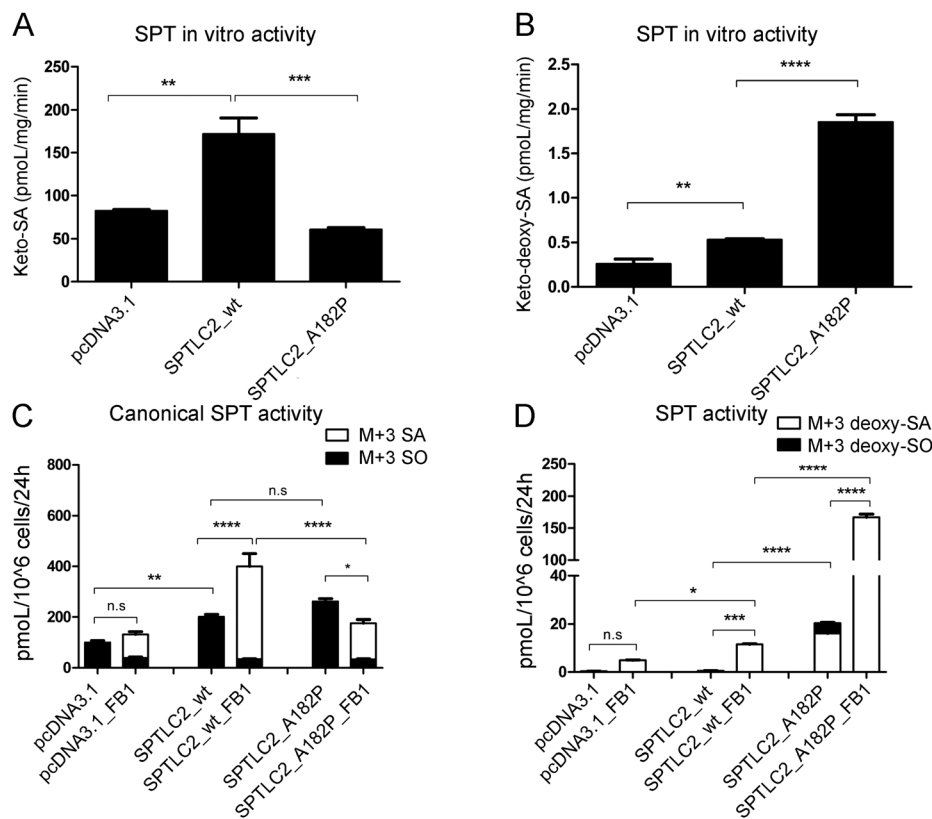 A
SPT in vitro activity
Keto-SA (pmoL/mg/min)
250
200
150
100
50
0
**
***
pcDNA3.1
SPTLC2_wt
SPTLC2_A182P
B
SPT in vitro activity
Keto-deoxy-SA (pmoL/mg/min)
2.5
2.0
1.5
1.0
0.5
0.0
**
****
pcDNA3.1
SPTLC2_wt
SPTLC2_A182P
C
Canonical SPT activity
M+3 SA
M+3 SO
pmoL/10^6 cells/24h
800
600
400
200
0
n.s
**
****
n.s
****
*
pcDNA3.1
pcDNA3.1_FB1
SPTLC2_wt
SPTLC2_wt_FB1
SPTLC2_A182P
SPTLC2_A182P_FB1
D
SPT activity
M+3 deoxy-SA
M+3 deoxy-SO
pmoL/10^6 cells/24h
250
200
150
100
50
40
20
0
n.s
*
***
****
****
****
pcDNA3.1
pcDNA3.1_FB1
SPTLC2_wt
SPTLC2_wt_FB1
SPTLC2_A182P
SPTLC2_A182P_FB1